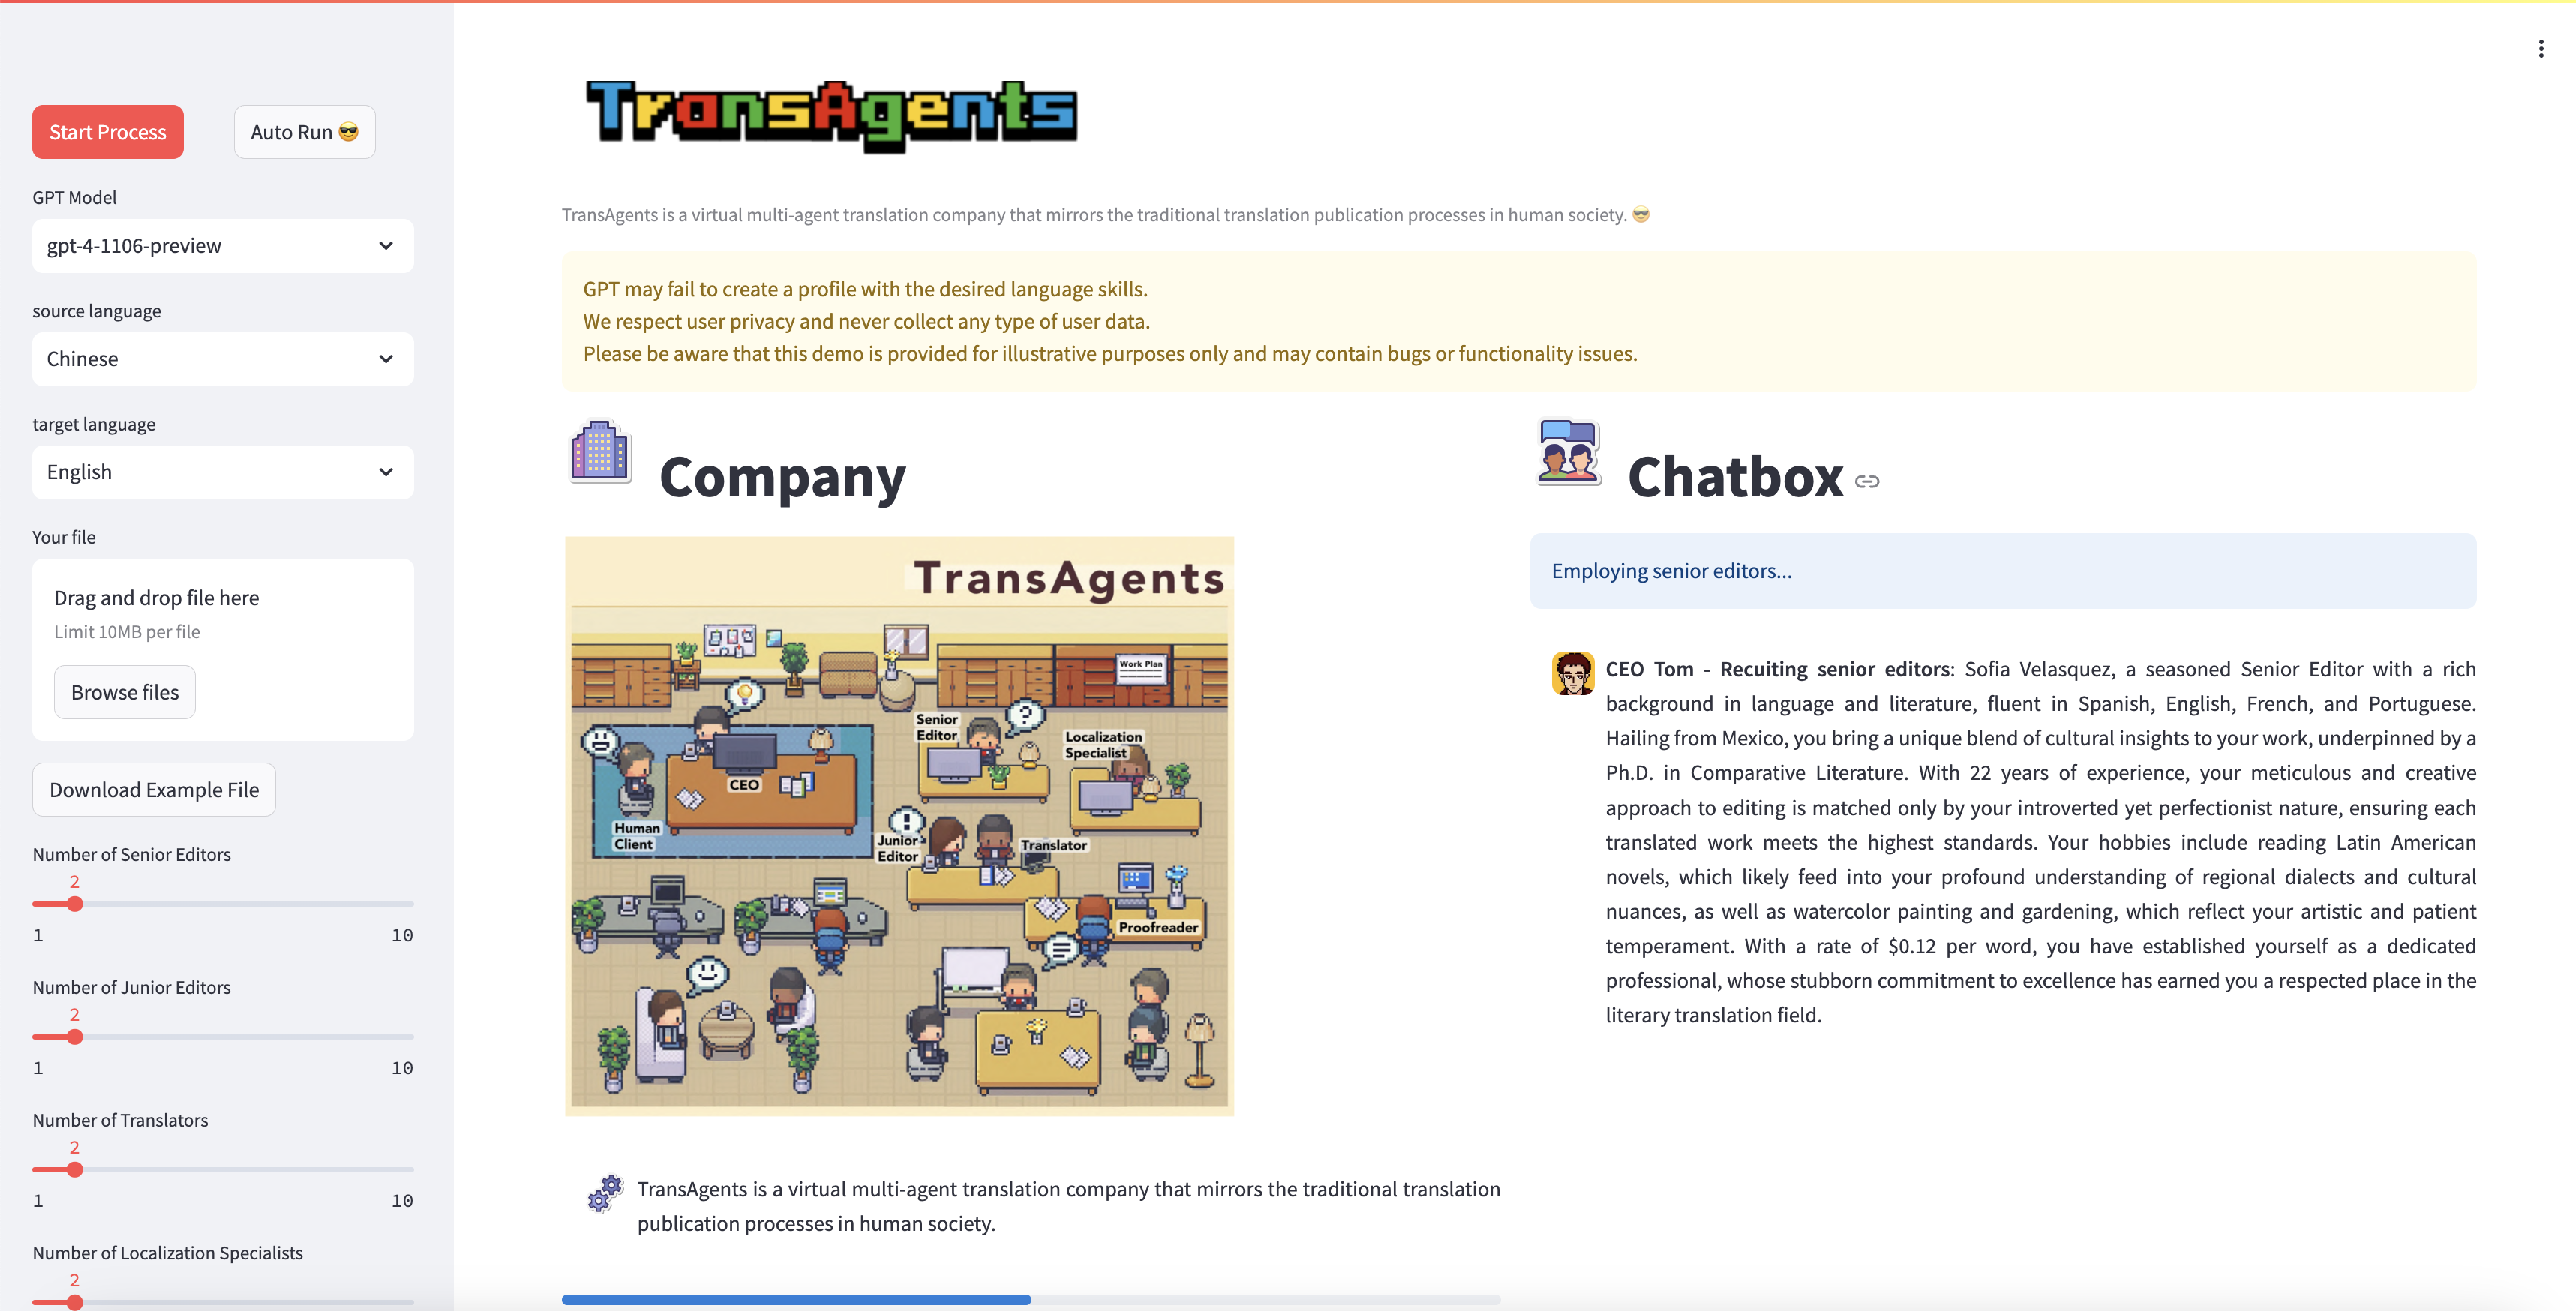 Start Process
Auto Run 😎
GPT Model
gpt-4-1106-preview
source language
Chinese
target language
English
Your file
Drag and drop file here
Limit 10MB per file
Browse files
Download Example File
Number of Senior Editors
2
1 10
Number of Junior Editors
2
1 10
Number of Translators
2
1 10
Number of Localization Specialists
2
TransAgents
TransAgents is a virtual multi-agent translation company that mirrors the traditional translation publication processes in human society. 😎
GPT may fail to create a profile with the desired language skills.
We respect user privacy and never collect any type of user data.
Please be aware that this demo is provided for illustrative purposes only and may contain bugs or functionality issues.
Company
TransAgents
Work Plan
Senior
Editor
Localization
Specialist
CEO
Human
Client
Junior
Editor
Translator
Proofreader
TransAgents is a virtual multi-agent translation company that mirrors the traditional translation
publication processes in human society.
Chatbox
Employing senior editors...
CEO Tom - Recuiting senior editors: Sofia Velasquez, a seasoned Senior Editor with a rich
background in language and literature, fluent in Spanish, English, French, and Portuguese.
Hailing from Mexico, you bring a unique blend of cultural insights to your work, underpinned by a
Ph.D. in Comparative Literature. With 22 years of experience, your meticulous and creative
approach to editing is matched only by your introverted yet perfectionist nature, ensuring each
translated work meets the highest standards. Your hobbies include reading Latin American
novels, which likely feed into your profound understanding of regional dialects and cultural
nuances, as well as watercolor painting and gardening, which reflect your artistic and patient
temperament. With a rate of $0.12 per word, you have established yourself as a dedicated
professional, whose stubborn commitment to excellence has earned you a respected place in the
literary translation field.